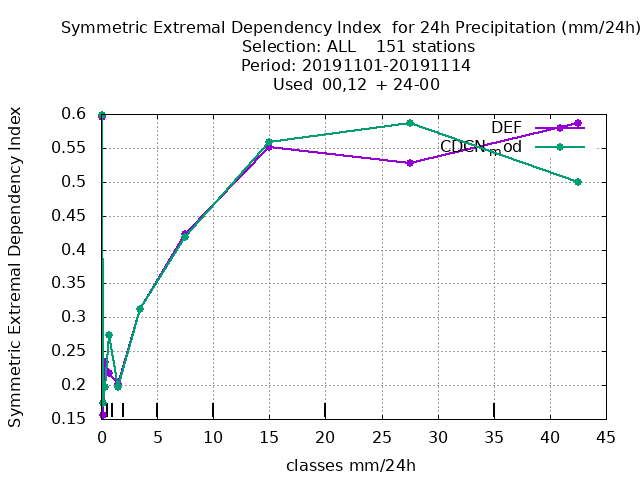 Symmetric Extremal Dependency Index for 24h Precipitation (mm/24h)
Selection: ALL 151 stations
Period: 20191101-20191114
Used 00,12 + 24-00
Symmetric Extremal Dependency Index
0.6
0.55
0.5
0.45
0.4
0.35
0.3
0.25
0.2
0.15
DEF
CDCN_mod
0 5 10 15 20 25 30 35 40 45
classes mm/24h